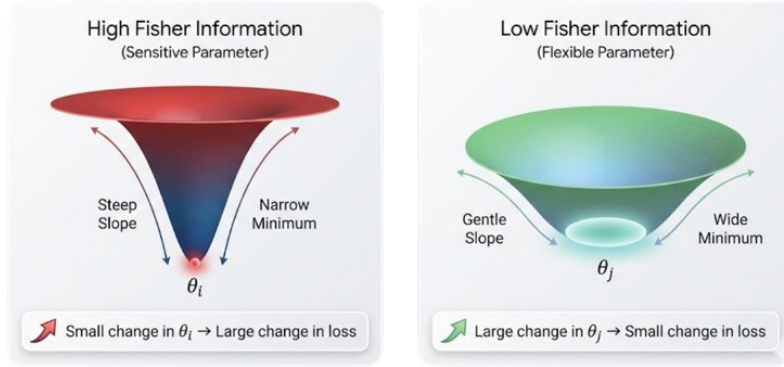 High Fisher Information
(Sensitive Parameter)
Steep
Slope
Narrow
Minimum
θᵢ
Small change in θᵢ → Large change in loss
Low Fisher Information
(Flexible Parameter)
Gentle
Slope
Wide
Minimum
θⱼ
Large change in θⱼ → Small change in loss